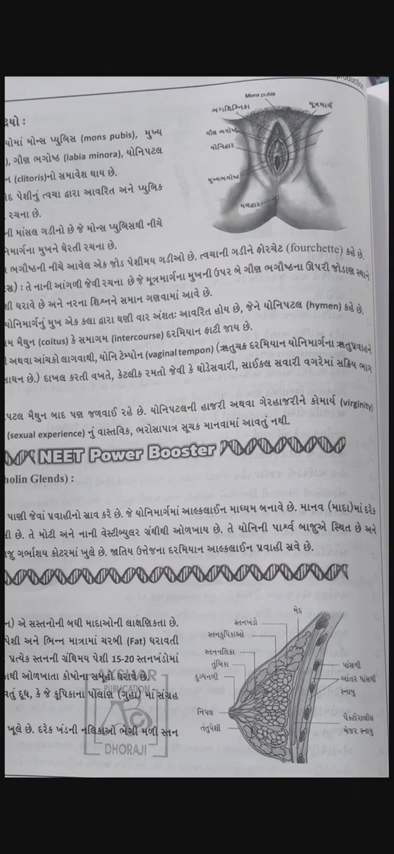 Mons pubis
ભગશિશ્નિકા
મૂત્રમાર્ગ
ગૌણ ભગોષ્ઠ
યોનિદ્વાર
મુખ્યભગોષ્ઠ
મળદ્વાર
મોન્સ પ્યુબિસ (mons pubis), મુખ્ય
ગૌણ ભગોષ્ઠ (labia minora), યોનિપટલ
(clitoris)નો સમાવેશ થાય છે.
પેશીનું ત્વચા દ્વારા આવરિત અને પ્યુબિક
રચના છે.
ની માંસલ ગડીનો છે જે મોન્સ પ્યુબિસથી નીચે
મુખને ઘેરતી રચના છે.
ભગોષ્ઠની નીચે આવેલ એક જોડ પેશીમય ગડીઓ છે. ત્વચાની ગડીને ફોરચેટ (fourchette) કહે છે.
: તે નાની આંગળી જેવી રચના છે જે મૂત્રમાર્ગના મુખની ઉપર બે ગૌણ ભગોષ્ઠના ઊપરી જોડાણ સ્થાને
ધરાવે છે અને નરના શિશ્નને સમાન ગણવામાં આવે છે.
યોનિમાર્ગનું મુખ એક કલા દ્વારા ઘણી વાર અંશતઃ આવરિત હોય છે, જેને યોનિપટલ (hymen) કહે છે.
મૈથુન (coitus) કે સમાગમ (intercourse) દરમિયાન ફાટી જાય છે.
અથવા આંચકો લાગવાથી, યોનિ ટેમ્પોન (vaginal tempon) (ઋતુચક્ર દરમિયાન યોનિમાર્ગના ઋતુપ્રવાહને
સાધન છે.) દાખલ કરતી વખતે, કેટલીક રમતો જેવી કે ઘોડેસવારી, સાઈકલ સવારી વગેરેમાં સક્રિય ભાગ
પટલ મૈથુન બાદ પણ જળવાઈ રહે છે. યોનિપટલની હાજરી અથવા ગેરહાજરીને કૌમાર્ય (virginity)
(sexual experience) નું વાસ્તવિક, ભરોસાપાત્ર સૂચક માનવામાં આવતું નથી.
NEET Power Booster
holin Glends) :
પાણી જેવાં પ્રવાહીનો સ્રાવ કરે છે. જે યોનિમાર્ગમાં આલ્કલાઈન માધ્યમ બનાવે છે. માનવ (માદા)માં દરેક
છે. તે મોટી અને નાની વેસ્ટીબ્યુલર ગ્રંથીથી ઓળખાય છે. તે યોનિની પાર્શ્વ બાજુએ સ્થિત છે અને
ગર્ભાશય કોટરમાં ખુલે છે. જાતિય ઉત્તેજના દરમિયાન આલ્કલાઈન પ્રવાહી સ્રવે છે.
એ સસ્તનોની બધી માદાઓની લાક્ષણિકતા છે.
પેશી અને ભિન્ન માત્રામાં ચરબી (Fat) ધરાવતી
પ્રત્યેક સ્તનની ગ્રંથિમય પેશી 15-20 સ્તનખંડોમાં
ઓળખાતા કોષોના સમૂહો ધરાવે છે.
દૂધ, કે જે કૂપિકાના પોલાણ (ગુહા) માં સંગ્રહ
ખૂલે છે. દરેક ખંડની નલિકાઓ ભેગી મળી સ્તન
PUBLICATION
DHORAJI
મેદ
સ્તનખંડો
સ્તનકૂપિકાઓ
સ્તનનલિકા
તુંબિકા
દુગ્ધનળી
નિપલ
તંતુપેશી
પાંસળી
આંતર પાંસળી
સ્નાયુ
પેક્ટોરાલીસ
મેજર સ્નાયુ